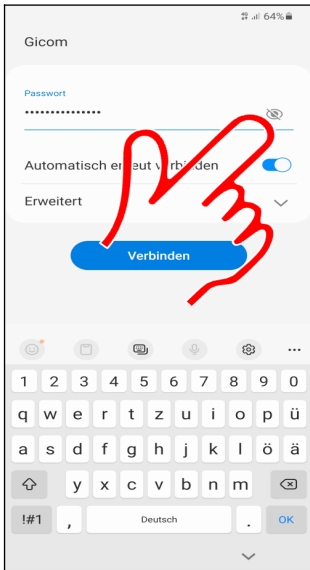 64%
Gicom
Passwort
•••••••••••••••
Automatisch erneut verbinden
Erweitert
Verbinden
1 2 3 4 5 6 7 8 9 0
q w e r t z u i o p ü
a s d f g h j k l ö ä
y x c v b n m
!#1 , Deutsch . OK